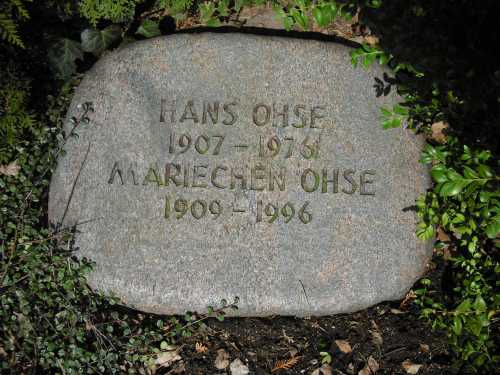 HANS OHSE
1907 - 1976
MARIECHEN OHSE
1909 - 1996